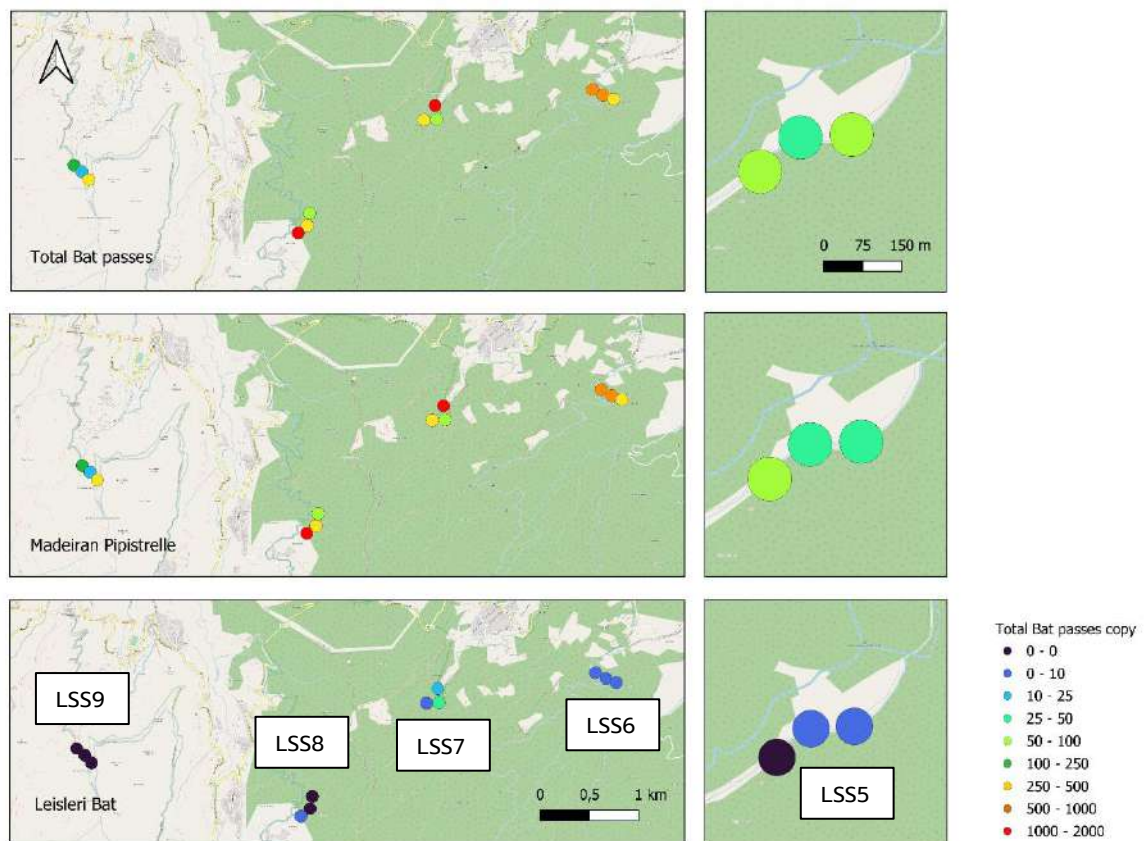 Total Bat passes
0 75 150 m
Madeiran Pipistrelle
LSS9
LSS8
LSS7
LSS6
Leisleri Bat
0 0,5 1 km
LSS5
Total Bat passes copy
0 - 0
0 - 10
10 - 25
25 - 50
50 - 100
100 - 250
250 - 500
500 - 1000
1000 - 2000